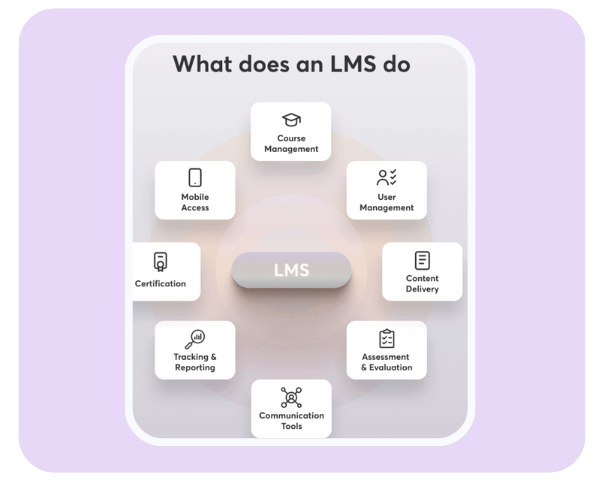 What does an LMS do
Course
Management
Mobile
Access
User
Management
Certification
LMS
Content
Delivery
Tracking &
Reporting
Assessment
& Evaluation
Communication
Tools